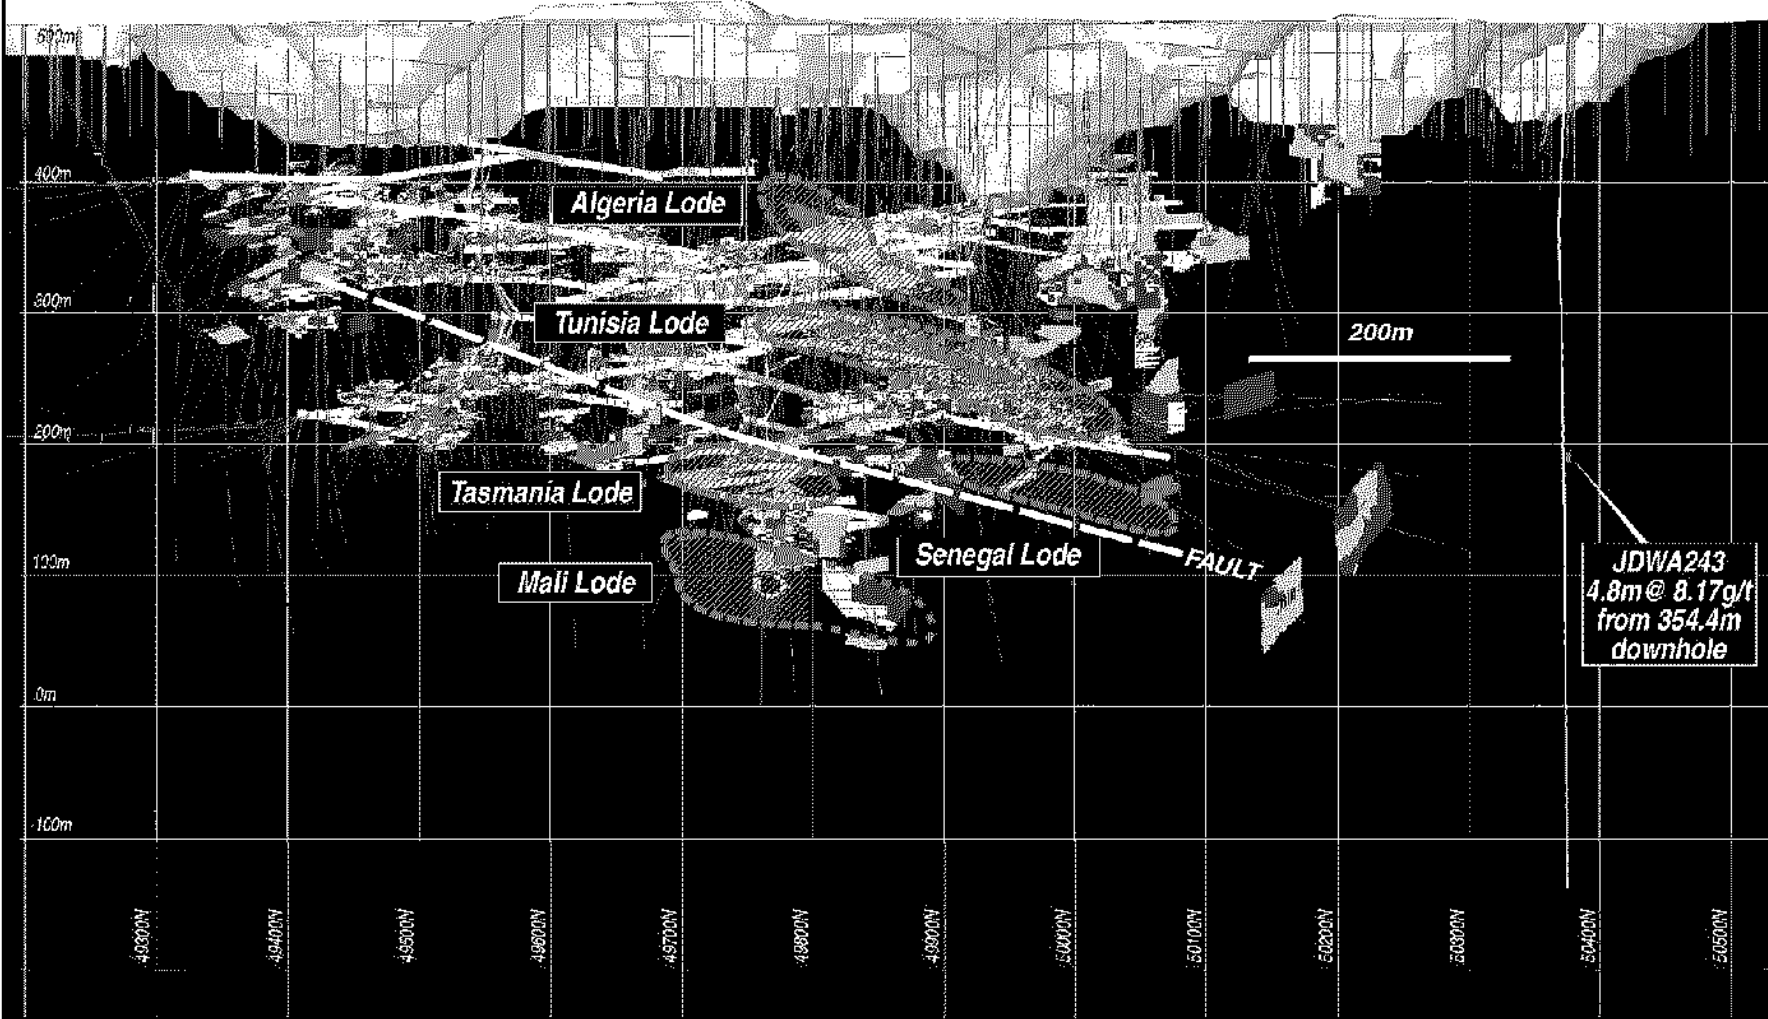 500m
400m
Algeria Lode
300m
Tunisia Lode
200m
200m
Tasmania Lode
Senegal Lode
FAULT
Mali Lode
100m
JDWA243
4.8m@ 8.17g/t
from 354.4m
downhole
0m
-100m
49300N
49400N
49500N
49600N
49700N
49800N
49900N
50000N
50100N
50200N
50300N
50400N
50500N